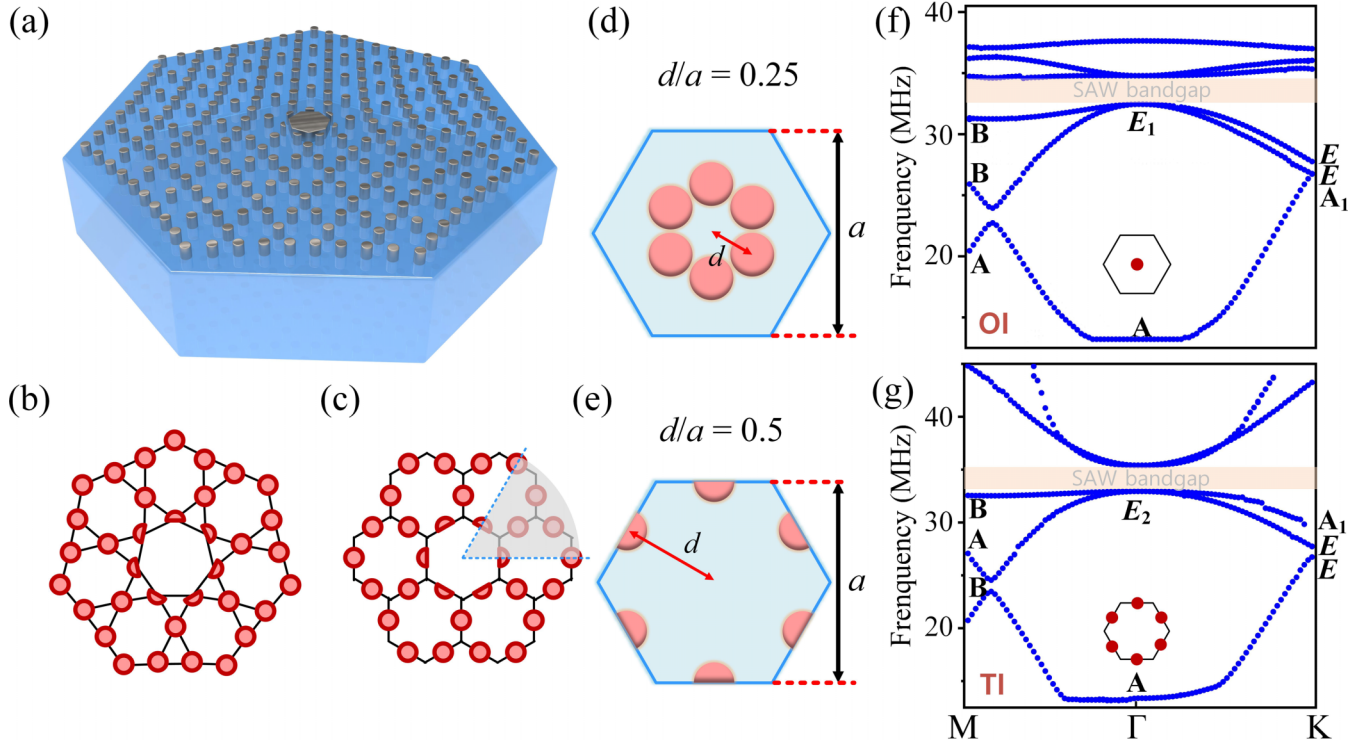 (a)
(b)
(c)
(d)
d/a = 0.25
d
a
(e)
d/a = 0.5
d
a
(f)
40
30
20
Frenquency (MHz)
SAW bandgap
B
E1
B
A
E
E
A1
A
OI
(g)
40
30
20
Frenquency (MHz)
SAW bandgap
B
E2
A
B
A1
E
E
A
TI
M
Γ
K